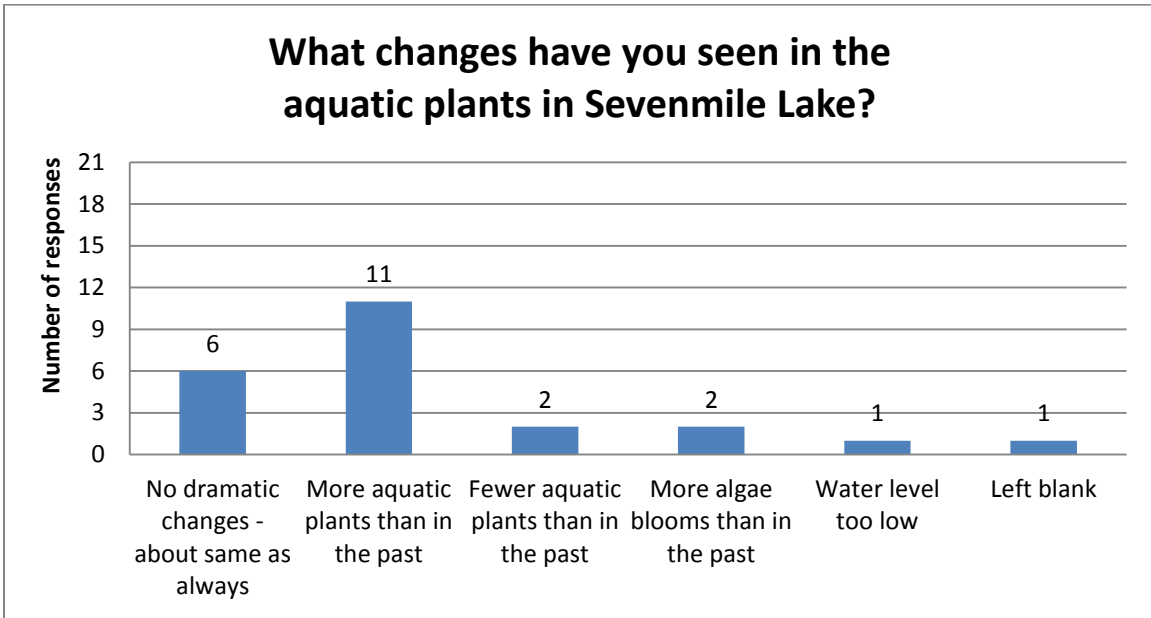 What changes have you seen in the
aquatic plants in Sevenmile Lake?
Number of responses
21
18
15
12
9
6
3
0
6
11
2
2
1
1
No dramatic
changes -
about same as
always
More aquatic
plants than in
the past
Fewer aquatic
plants than in
the past
More algae
blooms than in
the past
Water level
too low
Left blank